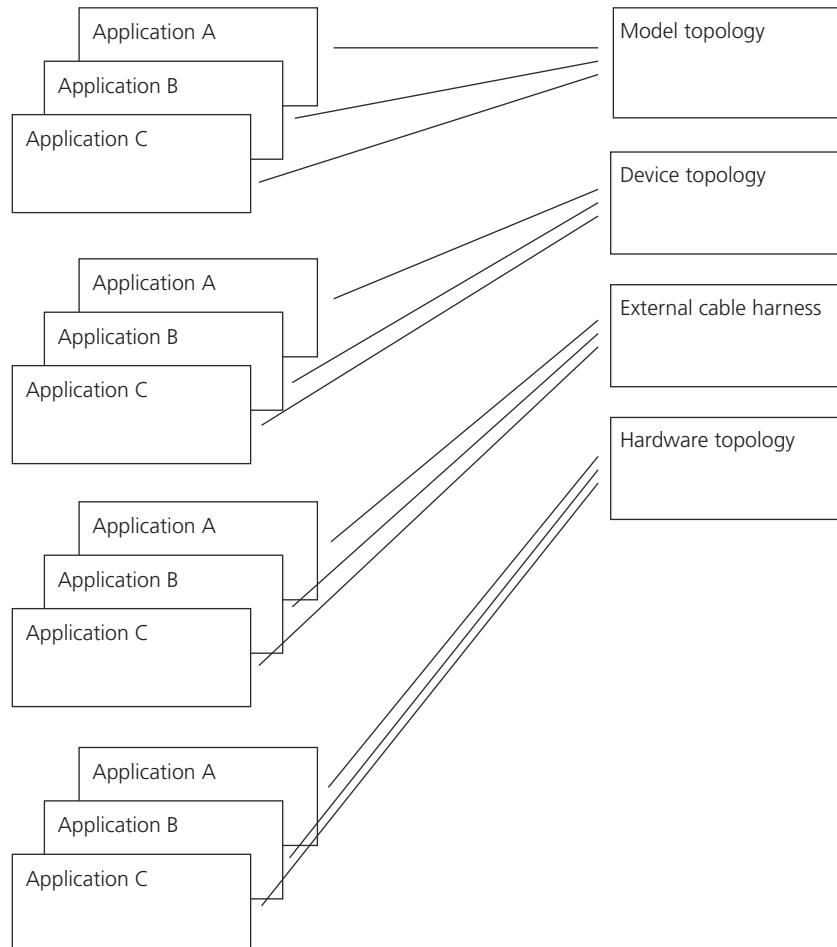 Application A
Application B
Application C
Model topology
Device topology
Application A
Application B
Application C
External cable harness
Hardware topology
Application A
Application B
Application C
Application A
Application B
Application C